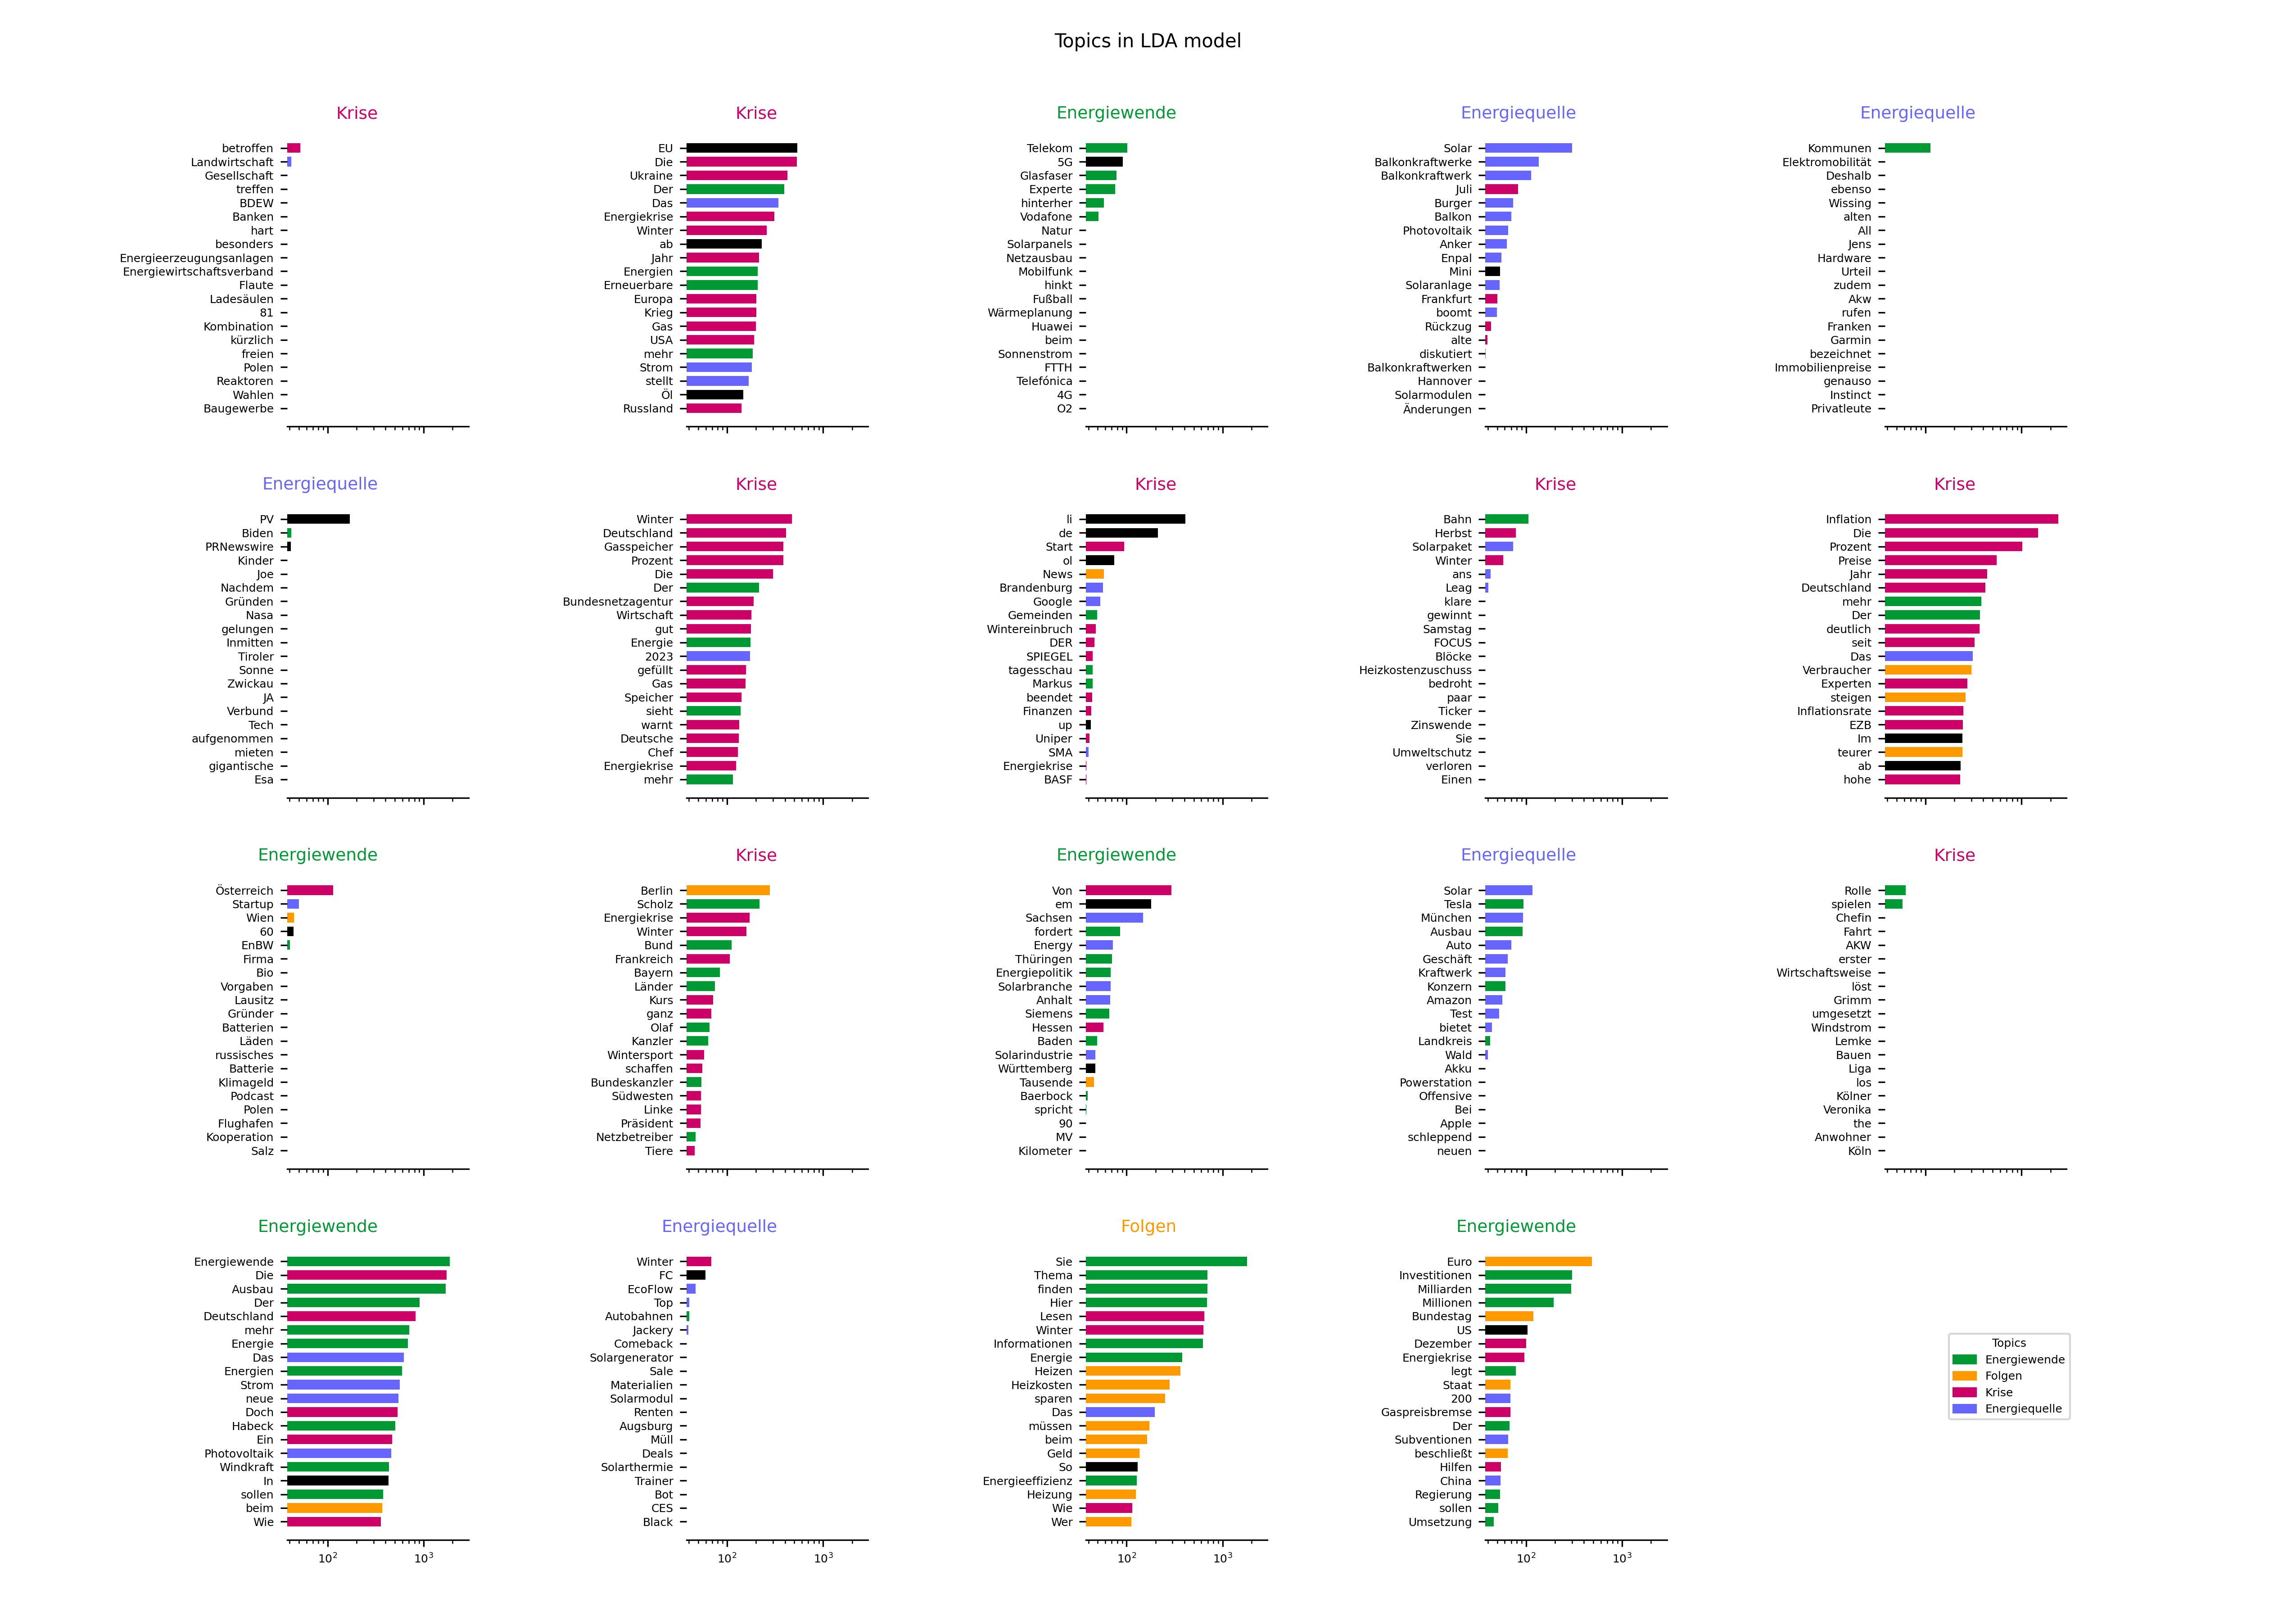 Topics in LDA model
Krise
betroffen
Landwirtschaft
Gesellschaft
treffen
BDEW
Banken
hart
besonders
Energieerzeugungsanlagen
Energiewirtschaftsverband
Flaute
Ladesäulen
81
Kombination
kürzlich
freien
Polen
Reaktoren
Wahlen
Baugewerbe
Krise
EU
Die
Ukraine
Der
Das
Energiekrise
Winter
ab
Jahr
Energien
Erneuerbare
Europa
Krieg
Gas
USA
mehr
Strom
stellt
Öl
Russland
Energiewende
Telekom
5G
Glasfaser
Experte
hinterher
Vodafone
Natur
Solarpanels
Netzausbau
Mobilfunk
hinkt
Fußball
Wärmeplanung
Huawei
beim
Sonnenstrom
FTTH
Telefónica
4G
O2
Energiequelle
Solar
Balkonkraftwerke
Balkonkraftwerk
Juli
Burger
Balkon
Photovoltaik
Anker
Enpal
Mini
Solaranlage
Frankfurt
boomt
Rückzug
alte
diskutiert
Balkonkraftwerken
Hannover
Solarmodulen
Änderungen
Energiequelle
Kommunen
Elektromobilität
Deshalb
ebenso
Wissing
alten
All
Jens
Hardware
Urteil
zudem
Akw
rufen
Franken
Garmin
bezeichnet
Immobilienpreise
genauso
Instinct
Privatleute
Energiequelle
PV
Biden
PRNewswire
Kinder
Joe
Nachdem
Gründen
Nasa
gelungen
Inmitten
Tiroler
Sonne
Zwickau
JA
Verbund
Tech
aufgenommen
mieten
gigantische
Esa
Krise
Winter
Deutschland
Gasspeicher
Prozent
Die
Der
Bundesnetzagentur
Wirtschaft
gut
Energie
2023
gefüllt
Gas
Speicher
sieht
warnt
Deutsche
Chef
Energiekrise
mehr
Krise
li
de
Start
ol
News
Brandenburg
Google
Gemeinden
Wintereinbruch
DER
SPIEGEL
tagesschau
Markus
beendet
Finanzen
up
Uniper
SMA
Energiekrise
BASF
Krise
Bahn
Herbst
Solarpaket
Winter
ans
Leag
klare
gewinnt
Samstag
FOCUS
Blöcke
Heizkostenzuschuss
bedroht
paar
Ticker
Zinswende
Sie
Umweltschutz
verloren
Einen
Krise
Inflation
Die
Prozent
Preise
Jahr
Deutschland
mehr
Der
deutlich
seit
Das
Verbraucher
Experten
steigen
Inflationsrate
EZB
Im
teurer
ab
hohe
Energiewende
Österreich
Startup
Wien
60
EnBW
Firma
Bio
Vorgaben
Lausitz
Gründer
Batterien
Läden
russisches
Batterie
Klimageld
Podcast
Polen
Flughafen
Kooperation
Salz
Krise
Berlin
Scholz
Energiekrise
Winter
Bund
Frankreich
Bayern
Länder
Kurs
ganz
Olaf
Kanzler
Wintersport
schaffen
Bundeskanzler
Südwesten
Linke
Präsident
Netzbetreiber
Tiere
Energiewende
Von
em
Sachsen
fordert
Energy
Thüringen
Energiepolitik
Solarbranche
Anhalt
Siemens
Hessen
Baden
Solarindustrie
Württemberg
Tausende
Baerbock
spricht
90
MV
Kilometer
Energiequelle
Solar
Tesla
München
Ausbau
Auto
Geschäft
Kraftwerk
Konzern
Amazon
Test
bietet
Landkreis
Wald
Akku
Powerstation
Offensive
Bei
Apple
schleppend
neuen
Krise
Rolle
spielen
Chefin
Fahrt
AKW
erster
Wirtschaftsweise
löst
Grimm
umgesetzt
Windstrom
Lemke
Bauen
Liga
los
Kölner
Veronika
the
Anwohner
Köln
Energiewende
Energiewende
Die
Ausbau
Der
Deutschland
mehr
Energie
Das
Energien
Strom
neue
Doch
Habeck
Ein
Photovoltaik
Windkraft
In
sollen
beim
Wie
10² 10³
Energiequelle
Winter
FC
EcoFlow
Top
Autobahnen
Jackery
Comeback
Solargenerator
Sale
Materialien
Solarmodul
Renten
Augsburg
Müll
Deals
Solarthermie
Trainer
Bot
CES
Black
10² 10³
Folgen
Sie
Thema
finden
Hier
Lesen
Winter
Informationen
Energie
Heizen
Heizkosten
sparen
Das
müssen
beim
Geld
So
Energieeffizienz
Heizung
Wie
Wer
10² 10³
Energiewende
Euro
Investitionen
Milliarden
Millionen
Bundestag
US
Dezember
Energiekrise
legt
Staat
200
Gaspreisbremse
Der
Subventionen
beschließt
Hilfen
China
Regierung
sollen
Umsetzung
10² 10³
Topics
Energiewende
Folgen
Krise
Energiequelle